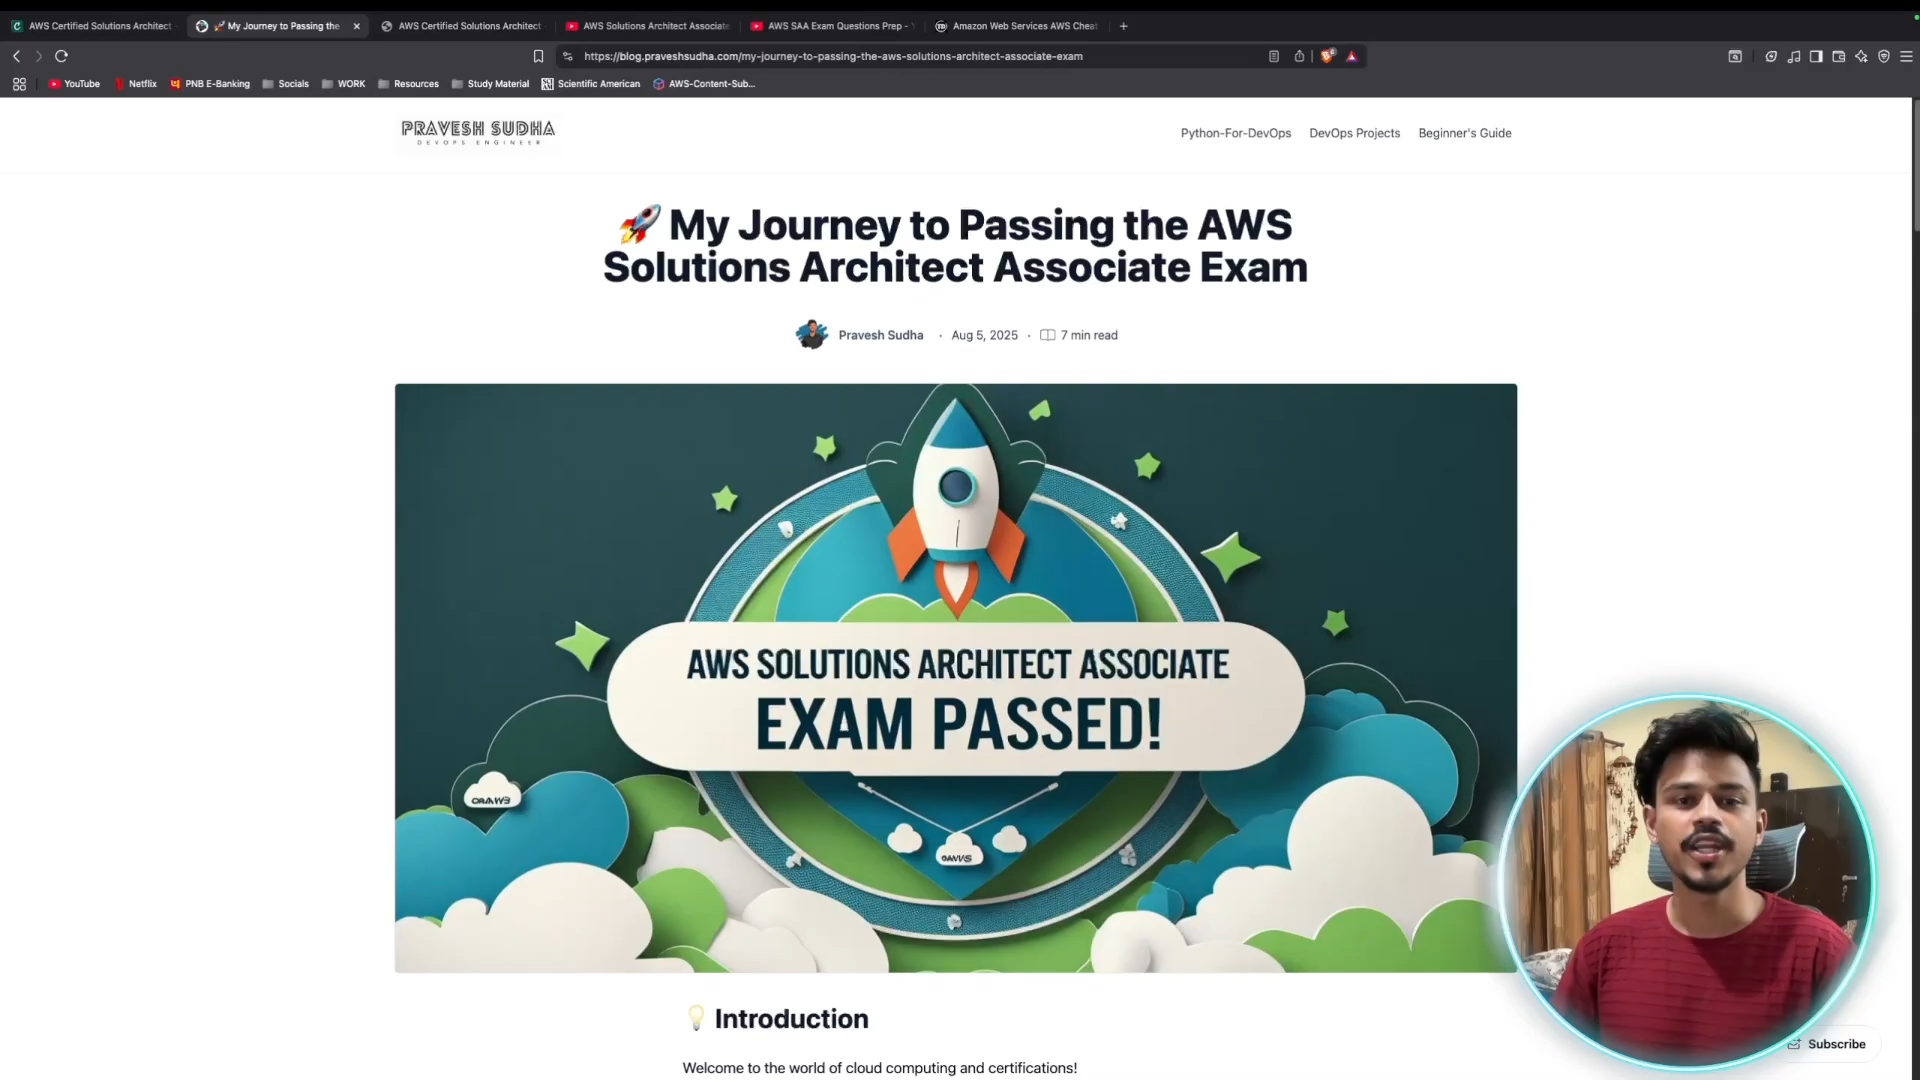 AWS Certified Solutions Architect
My Journey to Passing the
AWS Certified Solutions Architect
AWS Solutions Architect Associate
AWS SAA Exam Questions Prep -
Amazon Web Services AWS Cheat
https://blog.praveshsudha.com/my-journey-to-passing-the-aws-solutions-architect-associate-exam
YouTube
Netflix
PNB E-Banking
Socials
WORK
Resources
Study Material
Scientific American
AWS-Content-Sub...
PRAVESH SUDHA
DEVOPS ENGINEER
Python-For-DevOps
DevOps Projects
Beginner's Guide
🚀 My Journey to Passing the AWS
Solutions Architect Associate Exam
Pravesh Sudha · Aug 5, 2025 · 7 min read
AWS SOLUTIONS ARCHITECT ASSOCIATE
EXAM PASSED!
💡 Introduction
Welcome to the world of cloud computing and certifications!
Subscribe